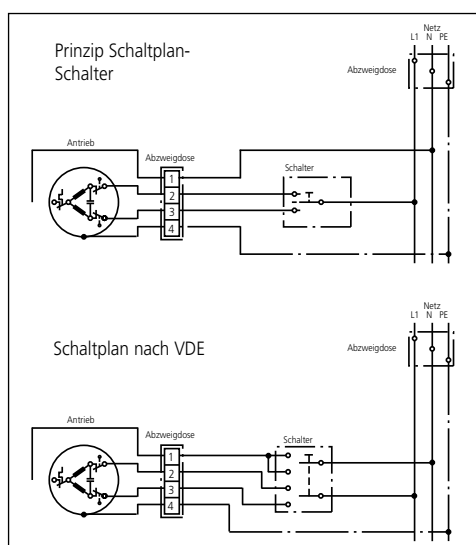 Prinzip Schaltplan-
Schalter
Netz
L1 N PE
Abzweigdose
Antrieb
Abzweigdose
Schalter
1
2
3
4
Schaltplan nach VDE
Netz
L1 N PE
Abzweigdose
Antrieb
Abzweigdose
Schalter
1
2
3
4